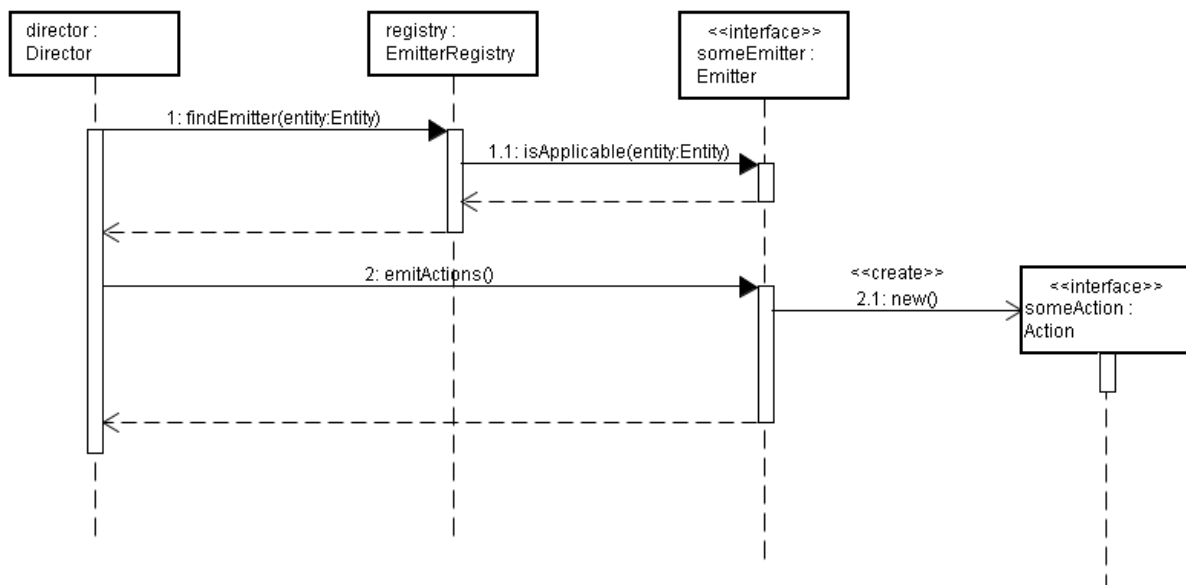 director :
Director
registry :
EmitterRegistry
<<interface>>
someEmitter :
Emitter
1: findEmitter(entity:Entity)
1.1: isApplicable(entity:Entity)
2: emitActions()
<<create>>
2.1: new()
<<interface>>
someAction :
Action